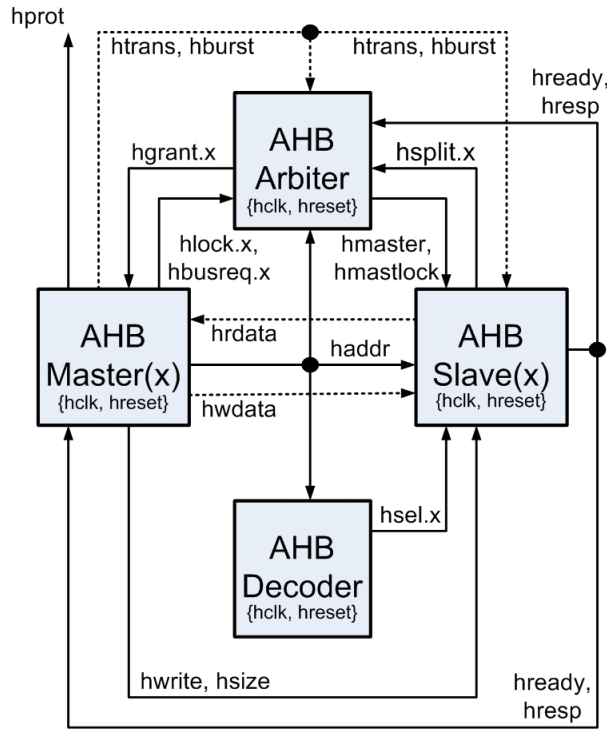 hprot
htrans, hburst
htrans, hburst
hready,
hresp
AHB
Arbiter
{hclk, hreset}
hgrant.x
hsplit.x
hlock.x,
hbusreq.x
hmaster,
hmastlock
AHB
Master(x)
{hclk, hreset}
hrdata
haddr
hwdata
AHB
Slave(x)
{hclk, hreset}
AHB
Decoder
{hclk, hreset}
hsel.x
hwrite, hsize
hready,
hresp